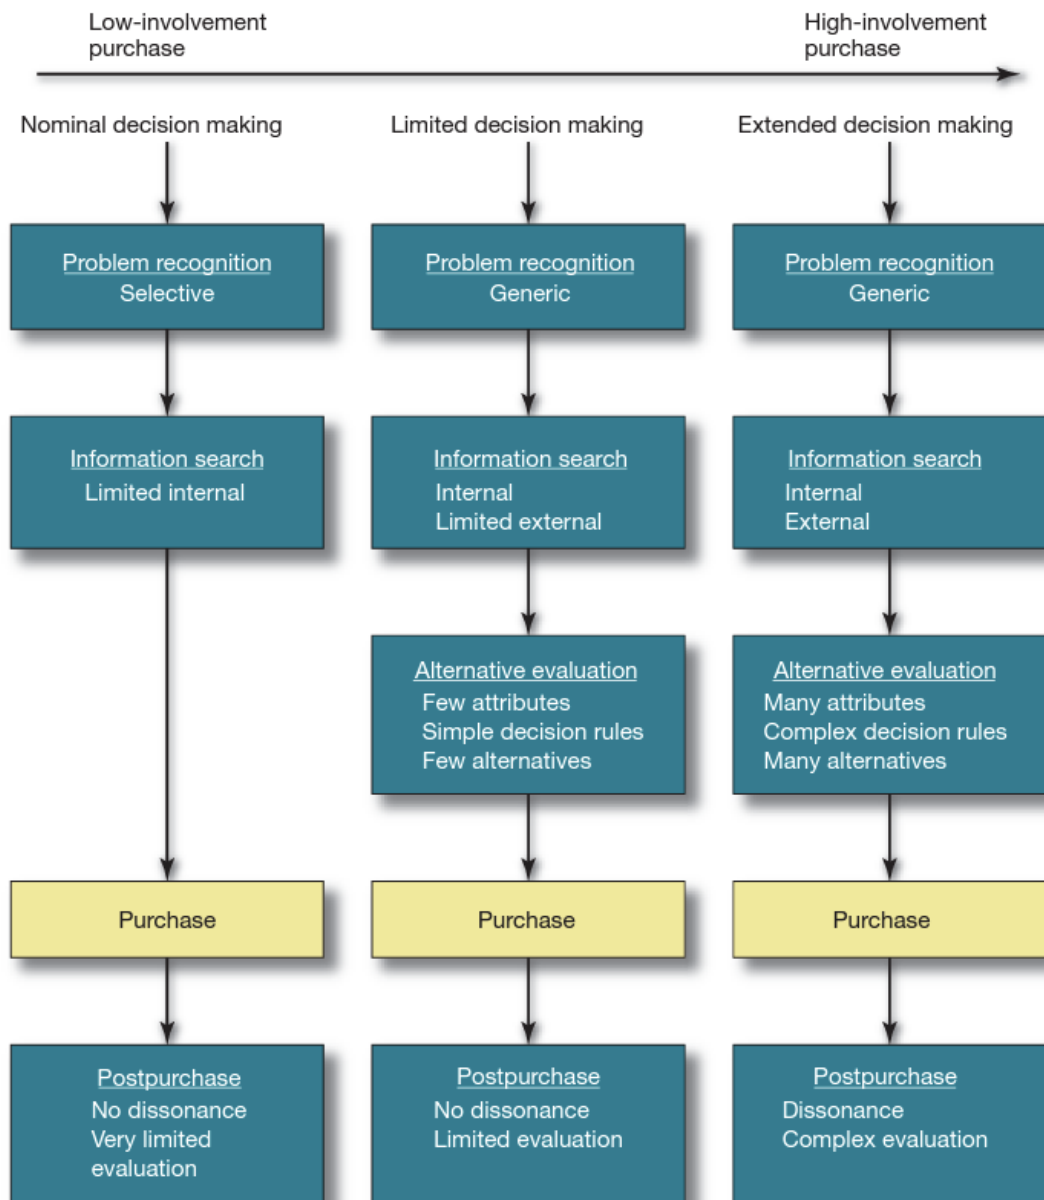 Low-involvement
purchase
High-involvement
purchase
Nominal decision making
Limited decision making
Extended decision making
Problem recognition
Selective
Problem recognition
Generic
Problem recognition
Generic
Information search
Limited internal
Information search
Internal
Limited external
Information search
Internal
External
Alternative evaluation
Few attributes
Simple decision rules
Few alternatives
Alternative evaluation
Many attributes
Complex decision rules
Many alternatives
Purchase
Purchase
Purchase
Postpurchase
No dissonance
Very limited
evaluation
Postpurchase
No dissonance
Limited evaluation
Postpurchase
Dissonance
Complex evaluation